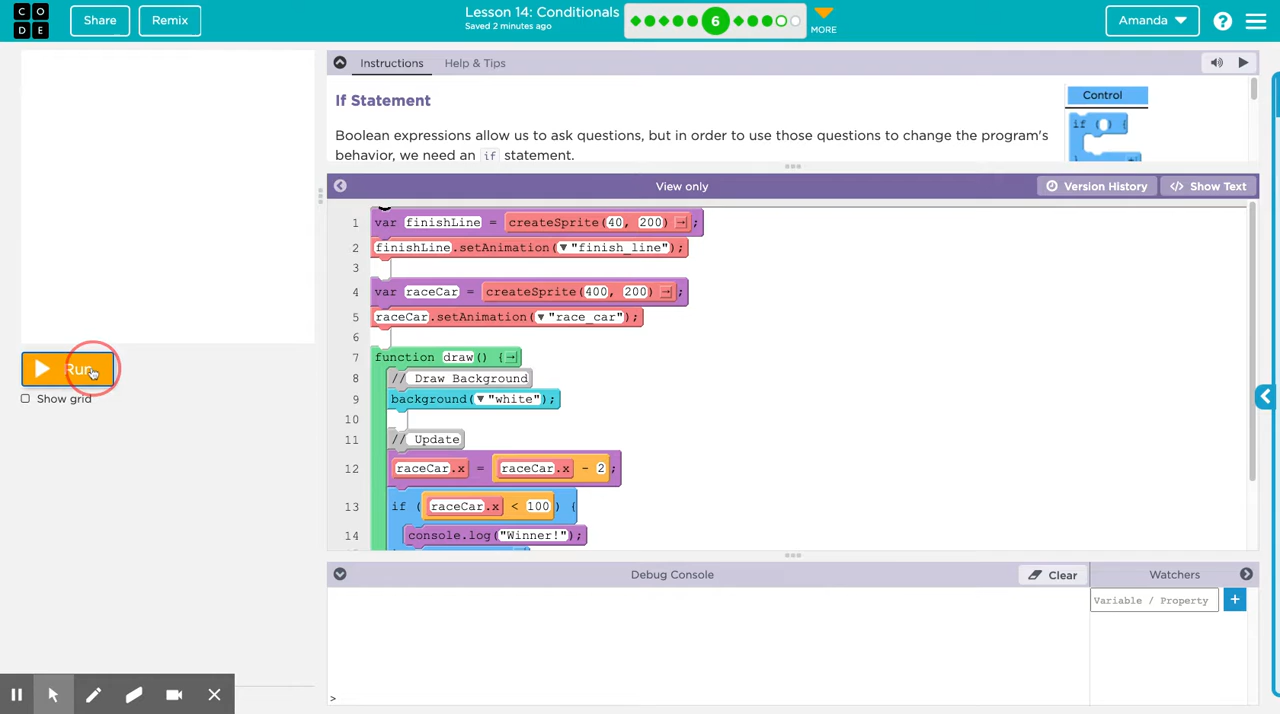 CO
DE
Share
Remix
Lesson 14: Conditionals
Saved 2 minutes ago
6
MORE
Amanda
?
Instructions
Help & Tips
If Statement
Boolean expressions allow us to ask questions, but in order to use those questions to change the program's
behavior, we need an if statement.
Control
if ( ) {
View only
Version History
</> Show Text
1 var finishLine = createSprite(40, 200) ;
2 finishLine.setAnimation( "finish_line");
3
4 var raceCar = createSprite(400, 200) ;
5 raceCar.setAnimation( "race_car");
6
7 function draw() {
8 // Draw Background
9 background( "white");
10
11 // Update
12 raceCar.x = raceCar.x - 2;
13 if ( raceCar.x < 100 ) {
14 console.log("Winner!");
Run
Show grid
Debug Console
Clear
Watchers
Variable / Property
+
>